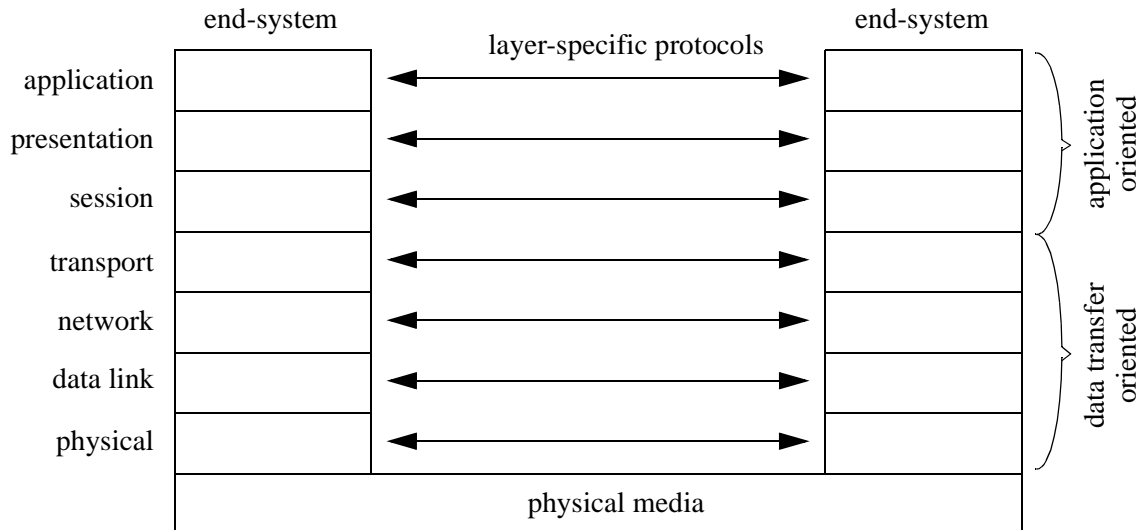 end-system
end-system
layer-specific protocols
application
presentation
session
transport
network
data link
physical
physical media
application
oriented
data transfer
oriented